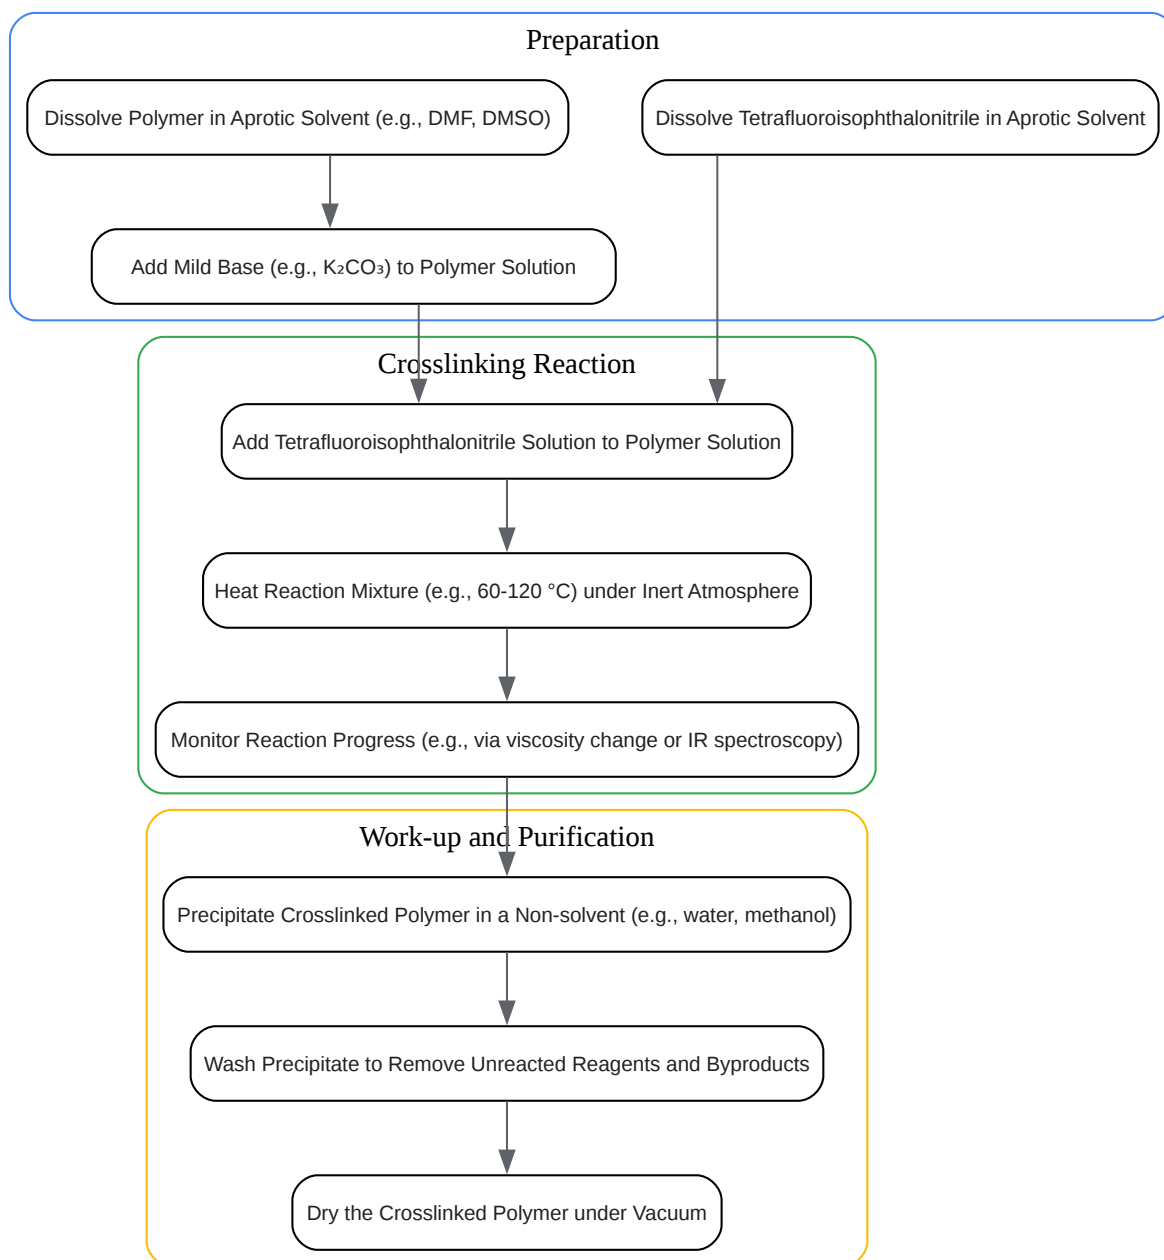 Preparation
Dissolve Polymer in Aprotic Solvent (e.g., DMF, DMSO)
Dissolve Tetrafluoroisophthalonitrile in Aprotic Solvent
Add Mild Base (e.g., K₂CO₃) to Polymer Solution
Crosslinking Reaction
Add Tetrafluoroisophthalonitrile Solution to Polymer Solution
Heat Reaction Mixture (e.g., 60-120 °C) under Inert Atmosphere
Monitor Reaction Progress (e.g., via viscosity change or IR spectroscopy)
Work-up and Purification
Precipitate Crosslinked Polymer in a Non-solvent (e.g., water, methanol)
Wash Precipitate to Remove Unreacted Reagents and Byproducts
Dry the Crosslinked Polymer under Vacuum